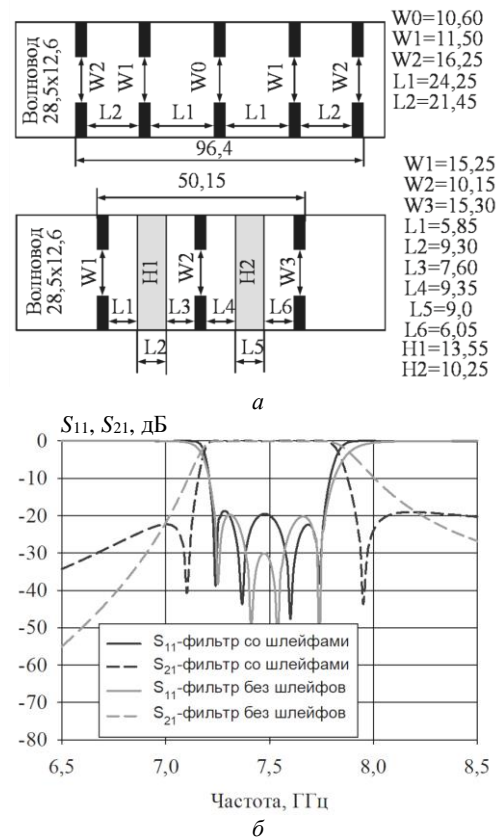 Волновод
28,5x12,6
W2
W1
W0
W1
W2
L2
L1
L1
L2
96,4
W0=10,60
W1=11,50
W2=16,25
L1=24,25
L2=21,45
50,15
Волновод
28,5x12,6
W1
H1
W2
H2
W3
L1
L3
L4
L6
L2
L5
W1=15,25
W2=10,15
W3=15,30
L1=5,85
L2=9,30
L3=7,60
L4=9,35
L5=9,0
L6=6,05
H1=13,55
H2=10,25
а
S11, S21, дБ
0
-10
-20
-30
-40
-50
-60
-70
-80
S11-фильтр со шлейфами
S21-фильтр со шлейфами
S11-фильтр без шлейфов
S21-фильтр без шлейфов
6,5 7,0 7,5 8,0 8,5
Частота, ГГц
б